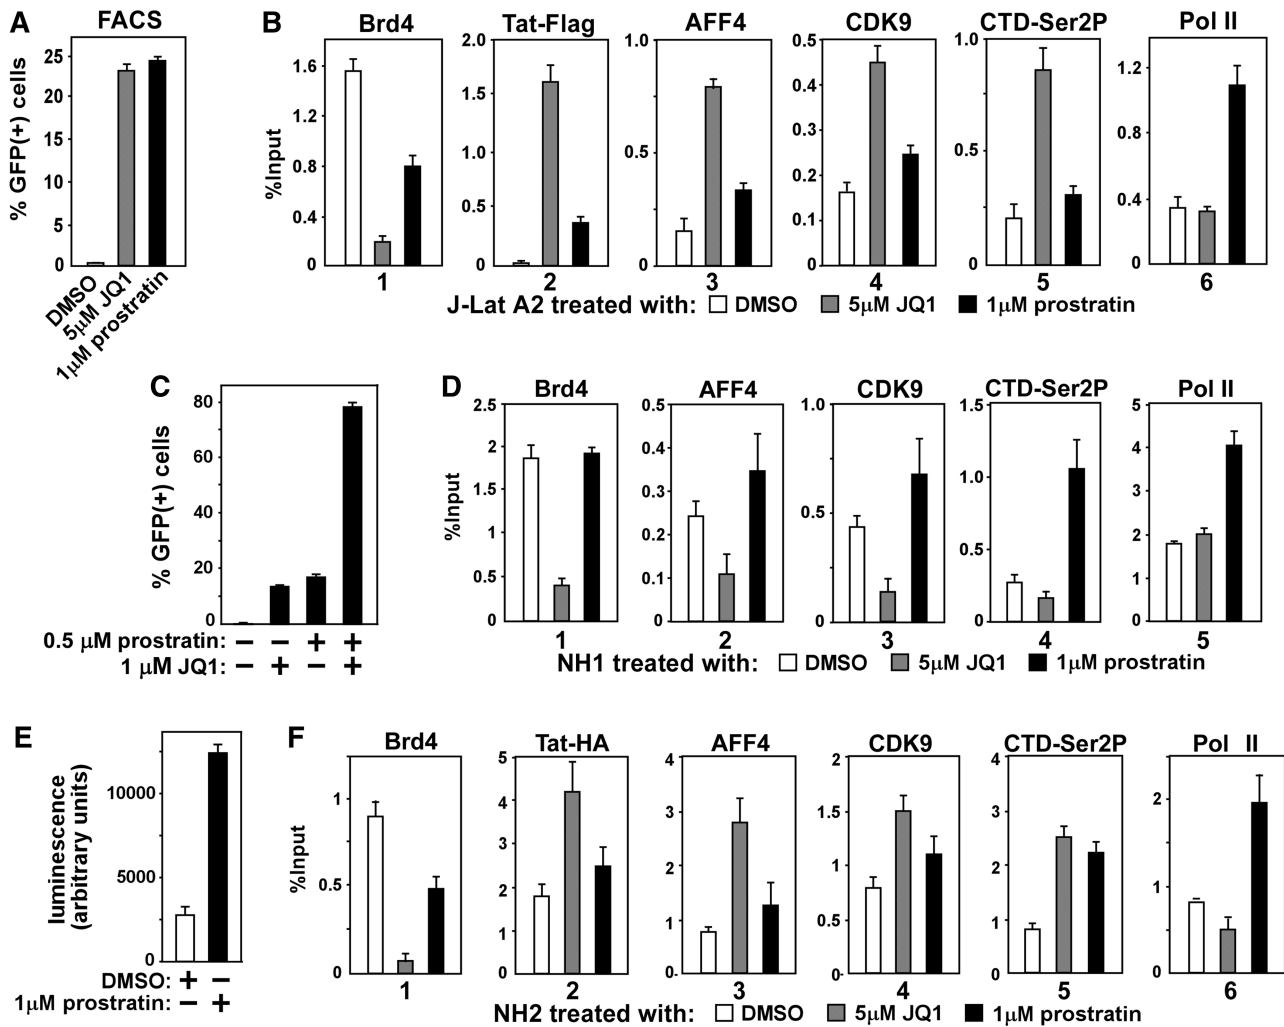 A
FACS
% GFP(+) cells
25
20
15
10
5
0
DMSO
5μM JQ1
1μM prostratin
B
Brd4
Tat-Flag
AFF4
CDK9
CTD-Ser2P
Pol II
%Input
1.6
1.2
0.8
0.4
0
1
2.0
1.5
1.0
0.5
0
2
1.0
0.5
0
3
0.5
0.4
0.3
0.2
0.1
0
4
1.0
0.5
0
5
1.2
0.8
0.4
0
6
J-Lat A2 treated with: DMSO 5μM JQ1 1μM prostratin
C
% GFP(+) cells
80
60
40
20
0
0.5 μM prostratin: − − + +
1 μM JQ1: − + − +
D
Brd4
AFF4
CDK9
CTD-Ser2P
Pol II
%Input
2.5
2
1.5
1
0.5
0
1
0.5
0.4
0.3
0.2
0.1
0
2
1.0
0.5
0
3
1.5
1.0
0.5
0
4
5
4
3
2
1
0
5
NH1 treated with: DMSO 5μM JQ1 1μM prostratin
E
luminescence
(arbitrary units)
10000
5000
0
DMSO: + −
1μM prostratin: − +
F
Brd4
Tat-HA
AFF4
CDK9
CTD-Ser2P
Pol II
%Input
1
0.5
0
1
5
4
3
2
1
0
2
4
3
2
1
0
3
2
1.5
1
0.5
0
4
4
3
2
1
0
5
2
1
0
6
NH2 treated with: DMSO 5μM JQ1 1μM prostratin